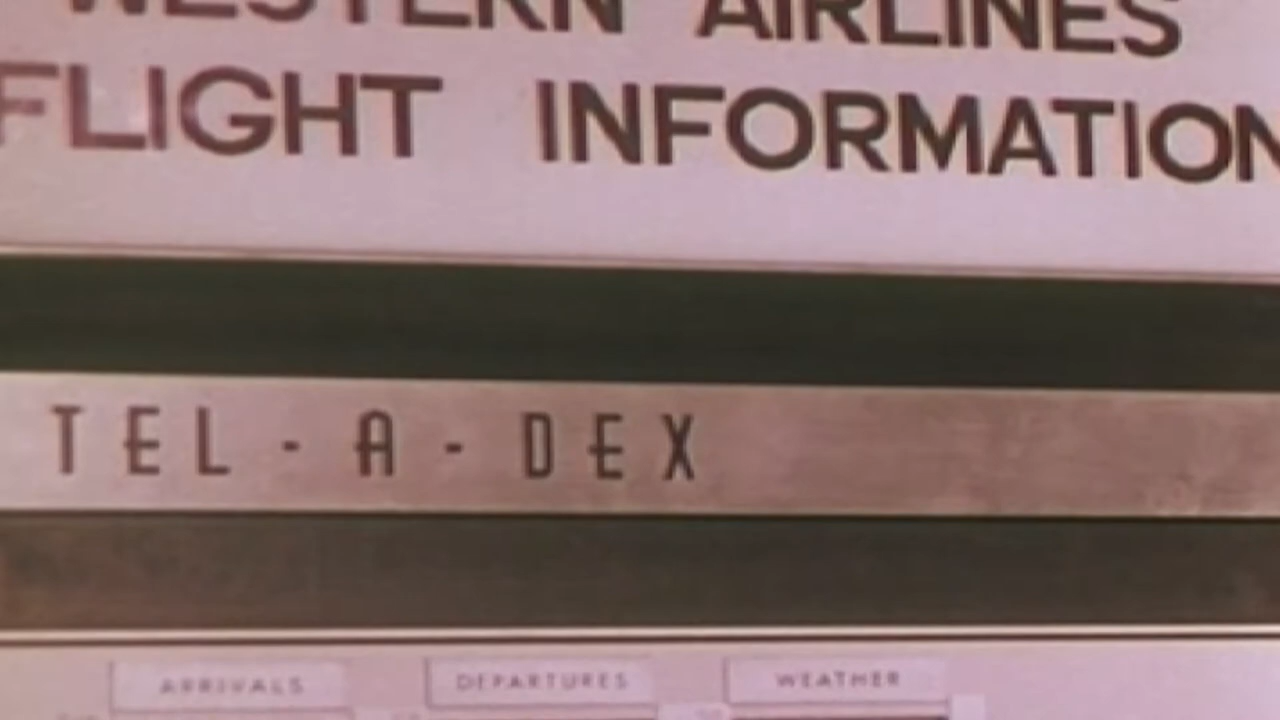 WESTERN AIRLINES
FLIGHT INFORMATION
TEL-A-DEX
ARRIVALS DEPARTURES WEATHER